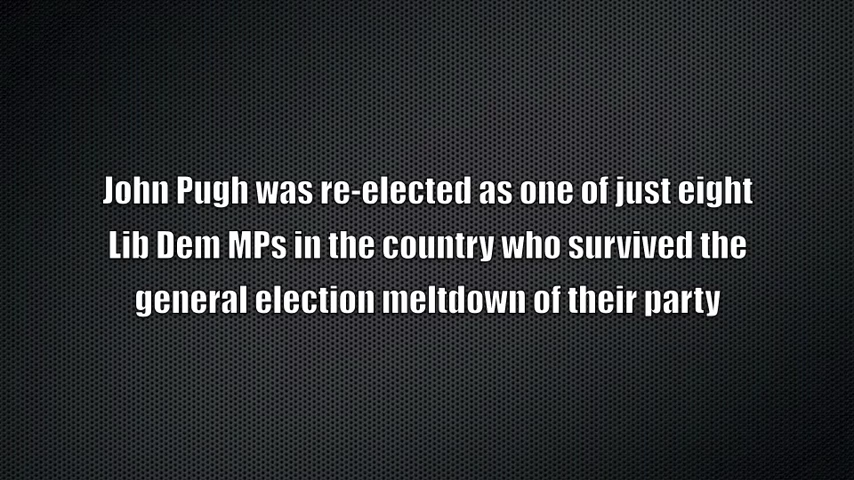 John Pugh was re-elected as one of just eight
Lib Dem MPs in the country who survived the
general election meltdown of their party